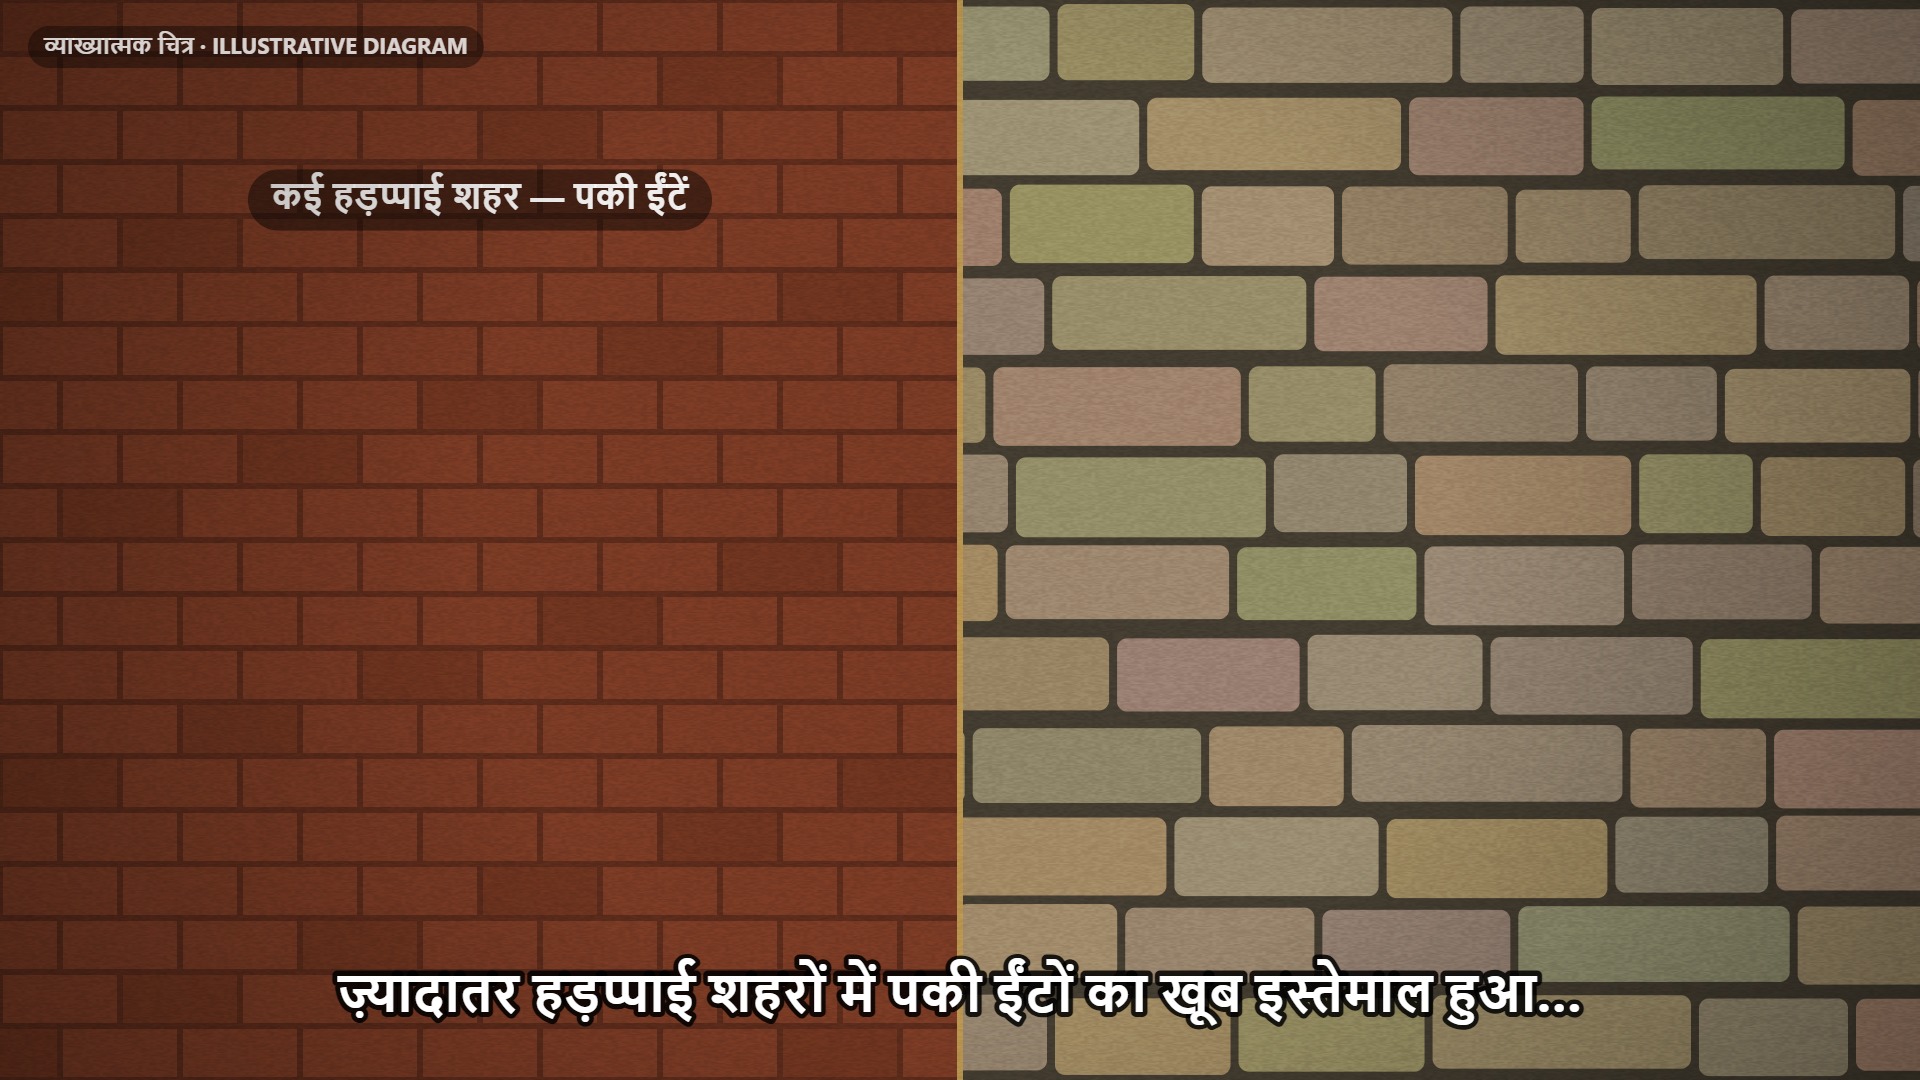 व्याख्यात्मक चित्र · ILLUSTRATIVE DIAGRAM
कई हड़प्पाई शहर — पकी ईंटें
ज़्यादातर हड़प्पाई शहरों में पकी ईंटों का खूब इस्तेमाल हुआ...